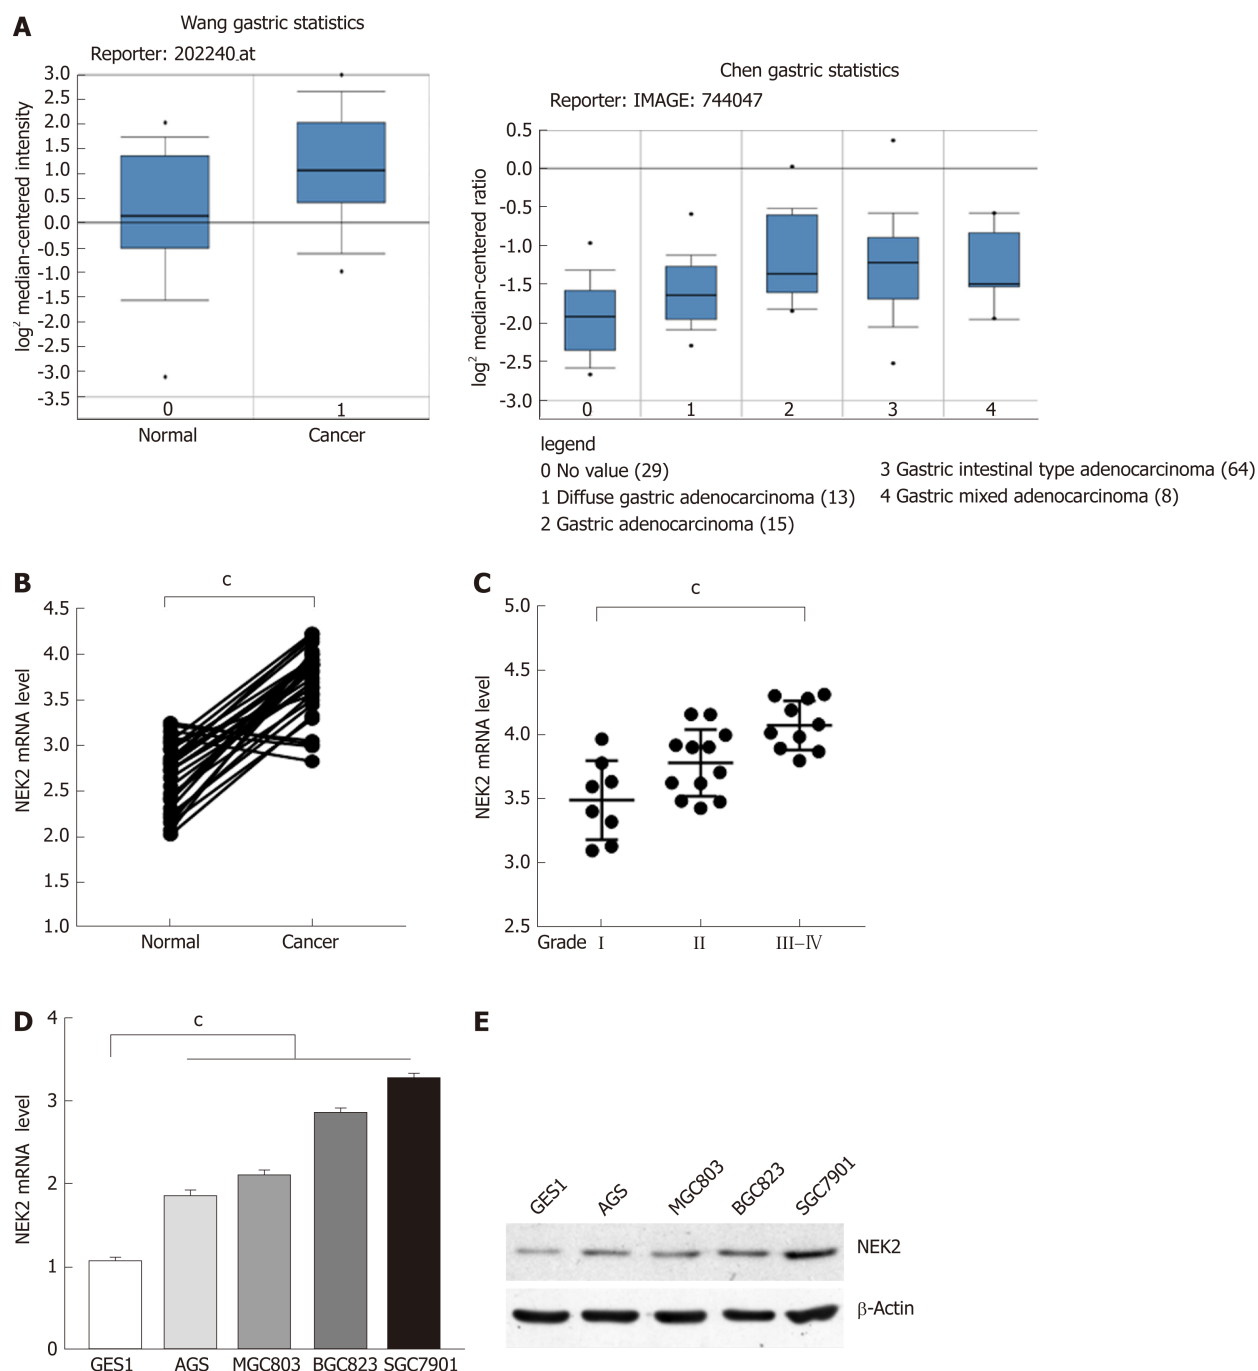 A
Wang gastric statistics
Reporter: 202240_at
log2 median-centered intensity
3.0
2.5
2.0
1.5
1.0
0.5
0.0
-0.5
-1.0
-1.5
-2.0
-2.5
-3.0
-3.5
0
1
Normal
Cancer
Chen gastric statistics
Reporter: IMAGE: 744047
log2 median-centered ratio
0.5
0.0
-0.5
-1.0
-1.5
-2.0
-2.5
-3.0
0
1
2
3
4
legend
0 No value (29)
1 Diffuse gastric adenocarcinoma (13)
2 Gastric adenocarcinoma (15)
3 Gastric intestinal type adenocarcinoma (64)
4 Gastric mixed adenocarcinoma (8)
B
c
NEK2 mRNA level
4.5
4.0
3.5
3.0
2.5
2.0
1.5
1.0
Normal
Cancer
C
c
NEK2 mRNA level
5.0
4.5
4.0
3.5
3.0
2.5
Grade I
II
III–IV
D
c
NEK2 mRNA level
4
3
2
1
0
GES1
AGS
MGC803
BGC823
SGC7901
E
GES1
AGS
MGC803
BGC823
SGC7901
NEK2
β-Actin